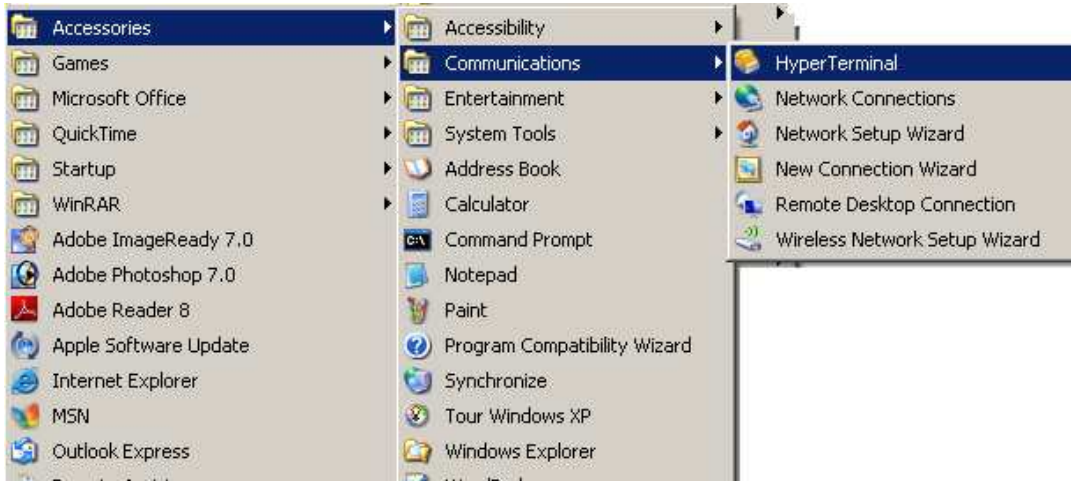 Accessories
Games
Microsoft Office
QuickTime
Startup
WinRAR
Adobe ImageReady 7.0
Adobe Photoshop 7.0
Adobe Reader 8
Apple Software Update
Internet Explorer
MSN
Outlook Express
Accessibility
Communications
Entertainment
System Tools
Address Book
Calculator
Command Prompt
Notepad
Paint
Program Compatibility Wizard
Synchronize
Tour Windows XP
Windows Explorer
HyperTerminal
Network Connections
Network Setup Wizard
New Connection Wizard
Remote Desktop Connection
Wireless Network Setup Wizard